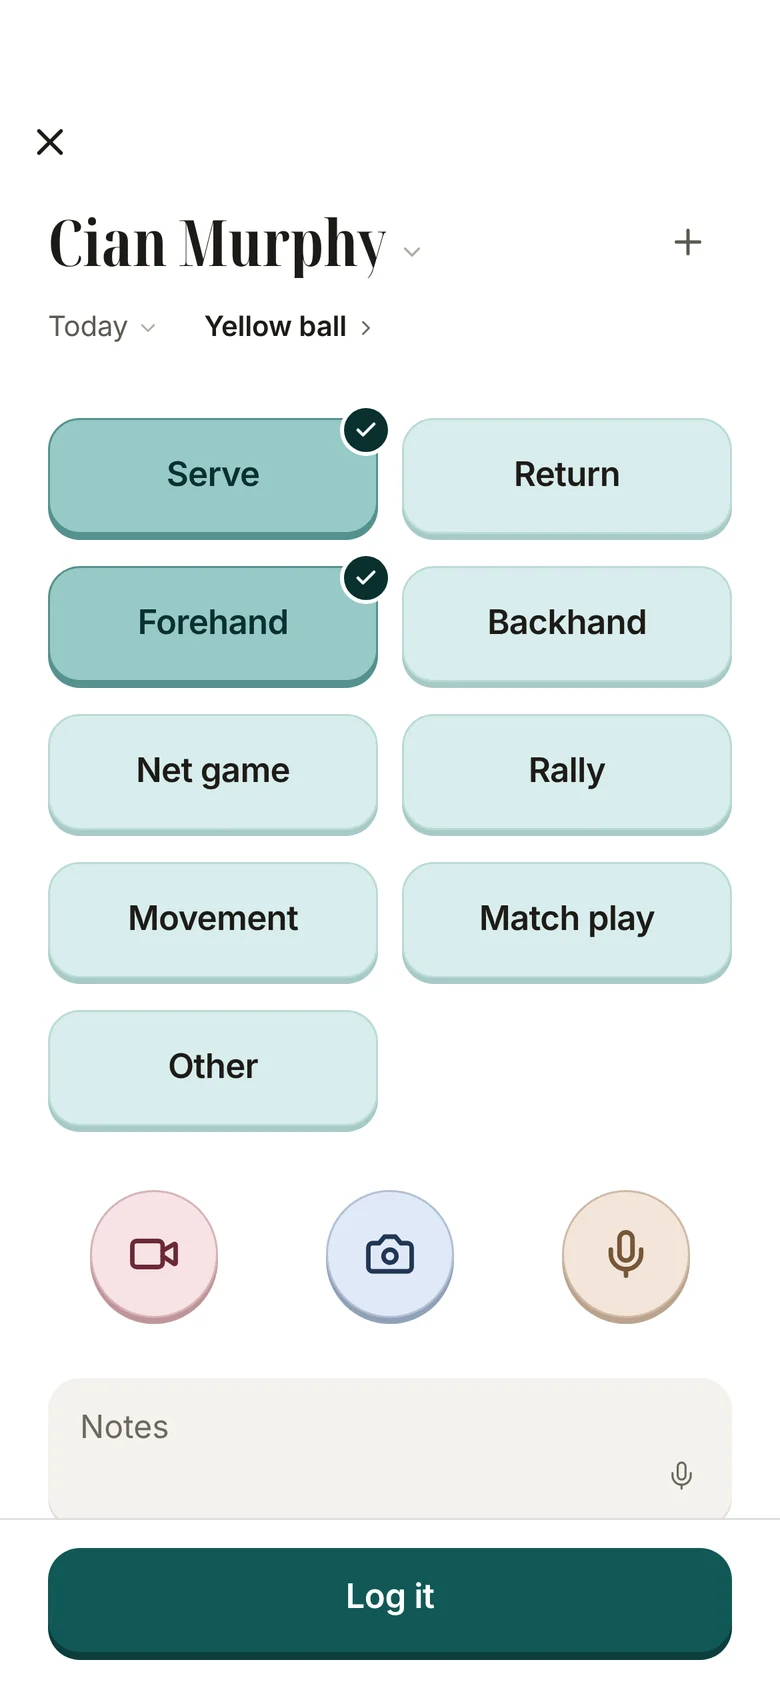 Cian Murphy
Today Yellow ball
Serve Return
Forehand Backhand
Net game Rally
Movement Match play
Other
Notes
Log it